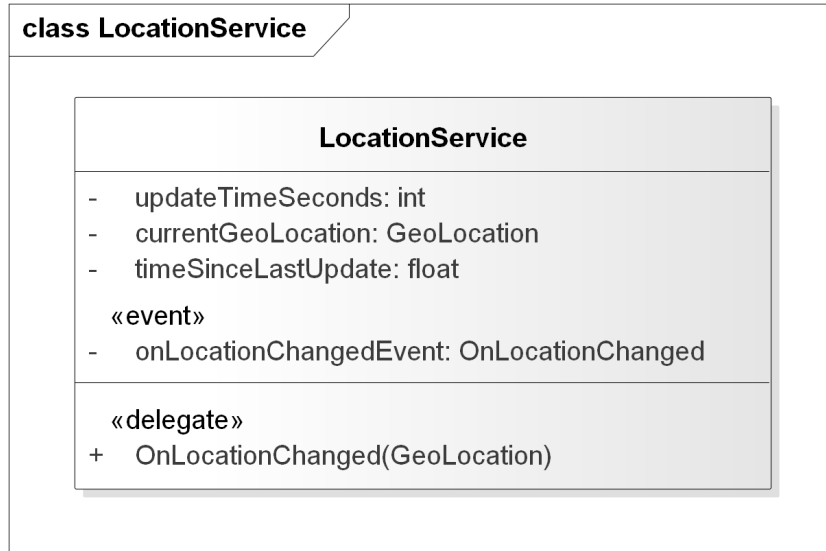 class LocationService
LocationService
- updateTimeSeconds: int
- currentGeoLocation: GeoLocation
- timeSinceLastUpdate: float
«event»
- onLocationChangedEvent: OnLocationChanged
«delegate»
+ OnLocationChanged(GeoLocation)